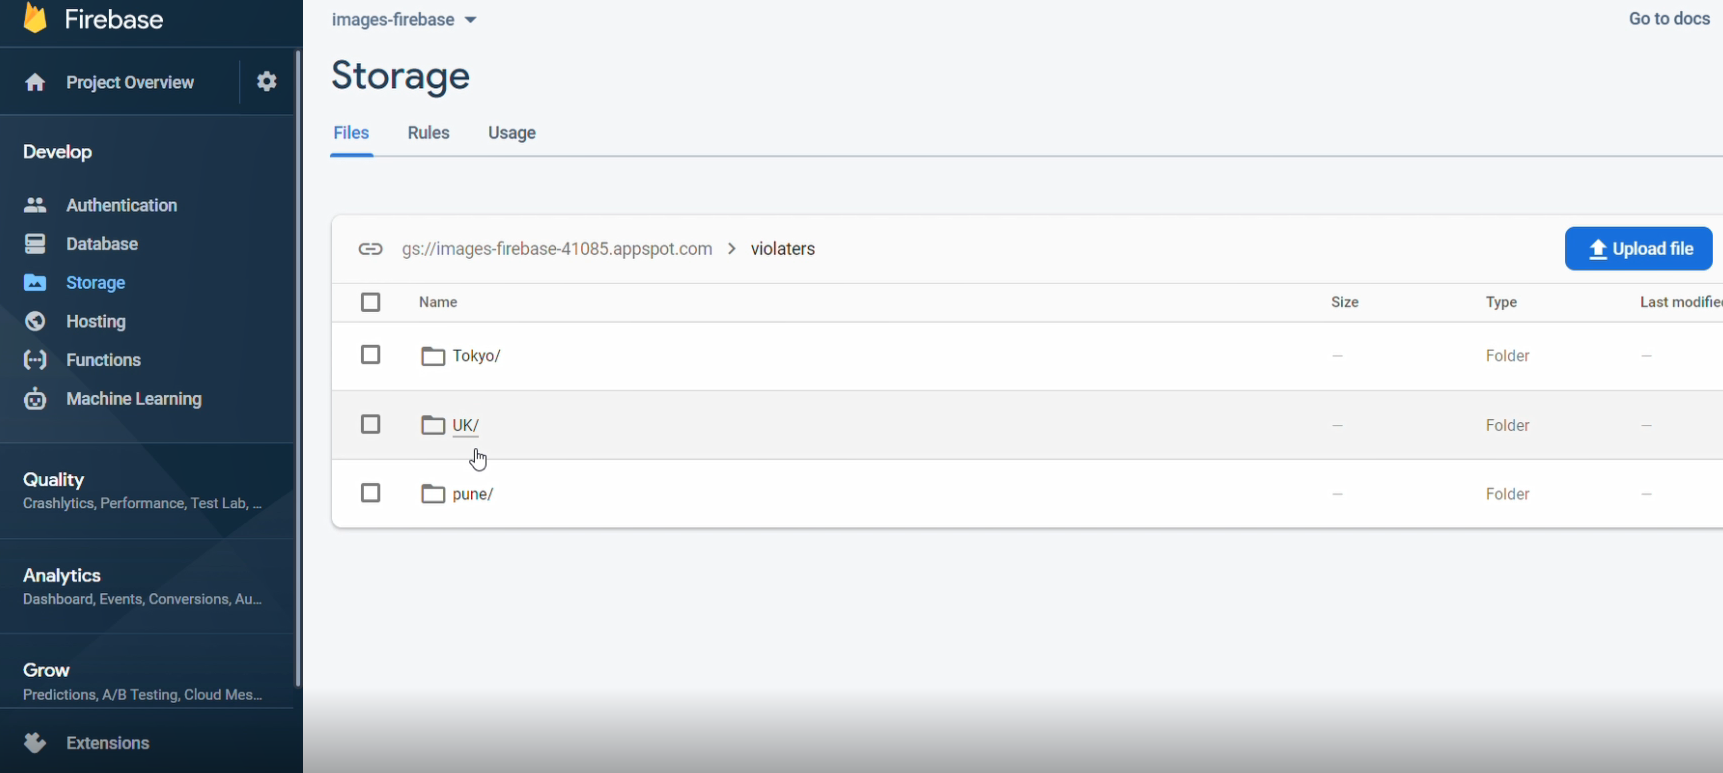 Firebase
Project Overview
Develop
Authentication
Database
Storage
Hosting
Functions
Machine Learning
Quality
Crashlytics, Performance, Test Lab, ...
Analytics
Dashboard, Events, Conversions, Au...
Grow
Predictions, A/B Testing, Cloud Mes...
Extensions
images-firebase
Go to docs
Storage
Files Rules Usage
gs://images-firebase-41085.appspot.com > violaters
Upload file
Name Size Type Last modified
Tokyo/ – Folder –
UK/ – Folder –
pune/ – Folder –